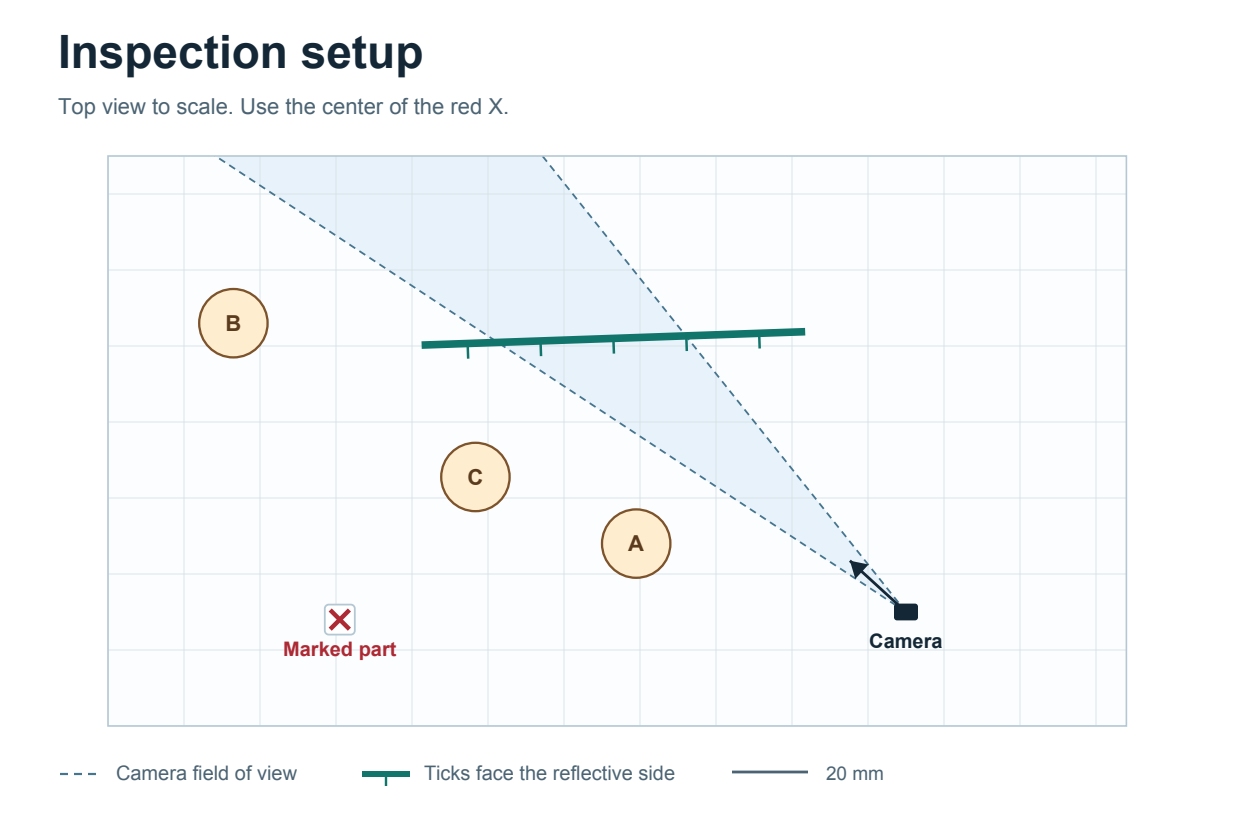 Inspection setup
Top view to scale. Use the center of the red X.
B
C
A
Marked part
Camera
Camera field of view
Ticks face the reflective side
20 mm